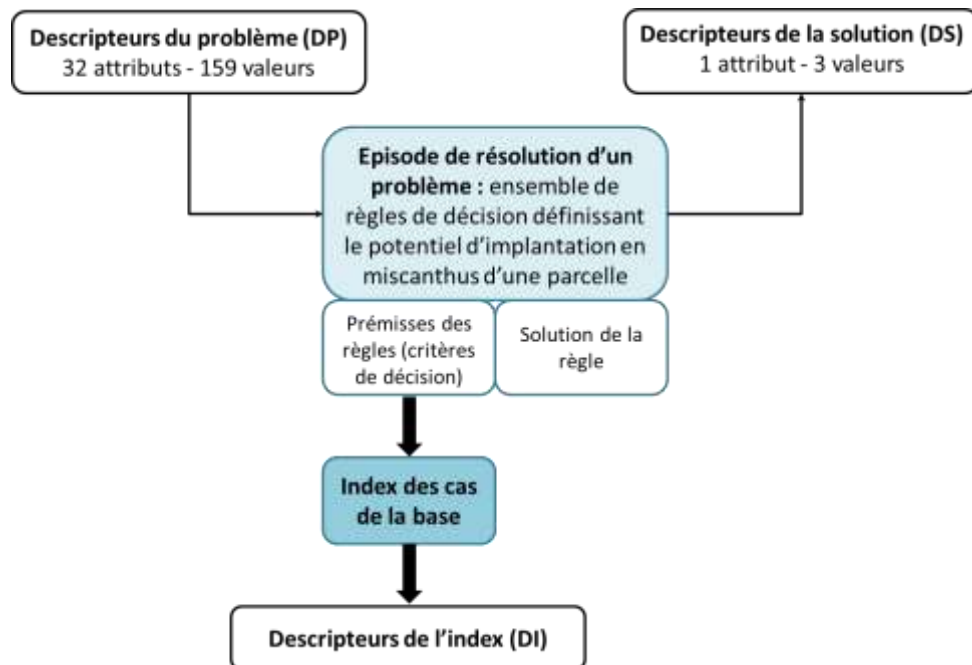 Descripteurs du problème (DP)
32 attributs - 159 valeurs
Descripteurs de la solution (DS)
1 attribut - 3 valeurs
Episode de résolution d'un
problème : ensemble de
règles de décision définissant
le potentiel d'implantation en
miscanthus d'une parcelle
Prémisses des
règles (critères
de décision)
Solution de la
règle
Index des cas
de la base
Descripteurs de l'index (DI)